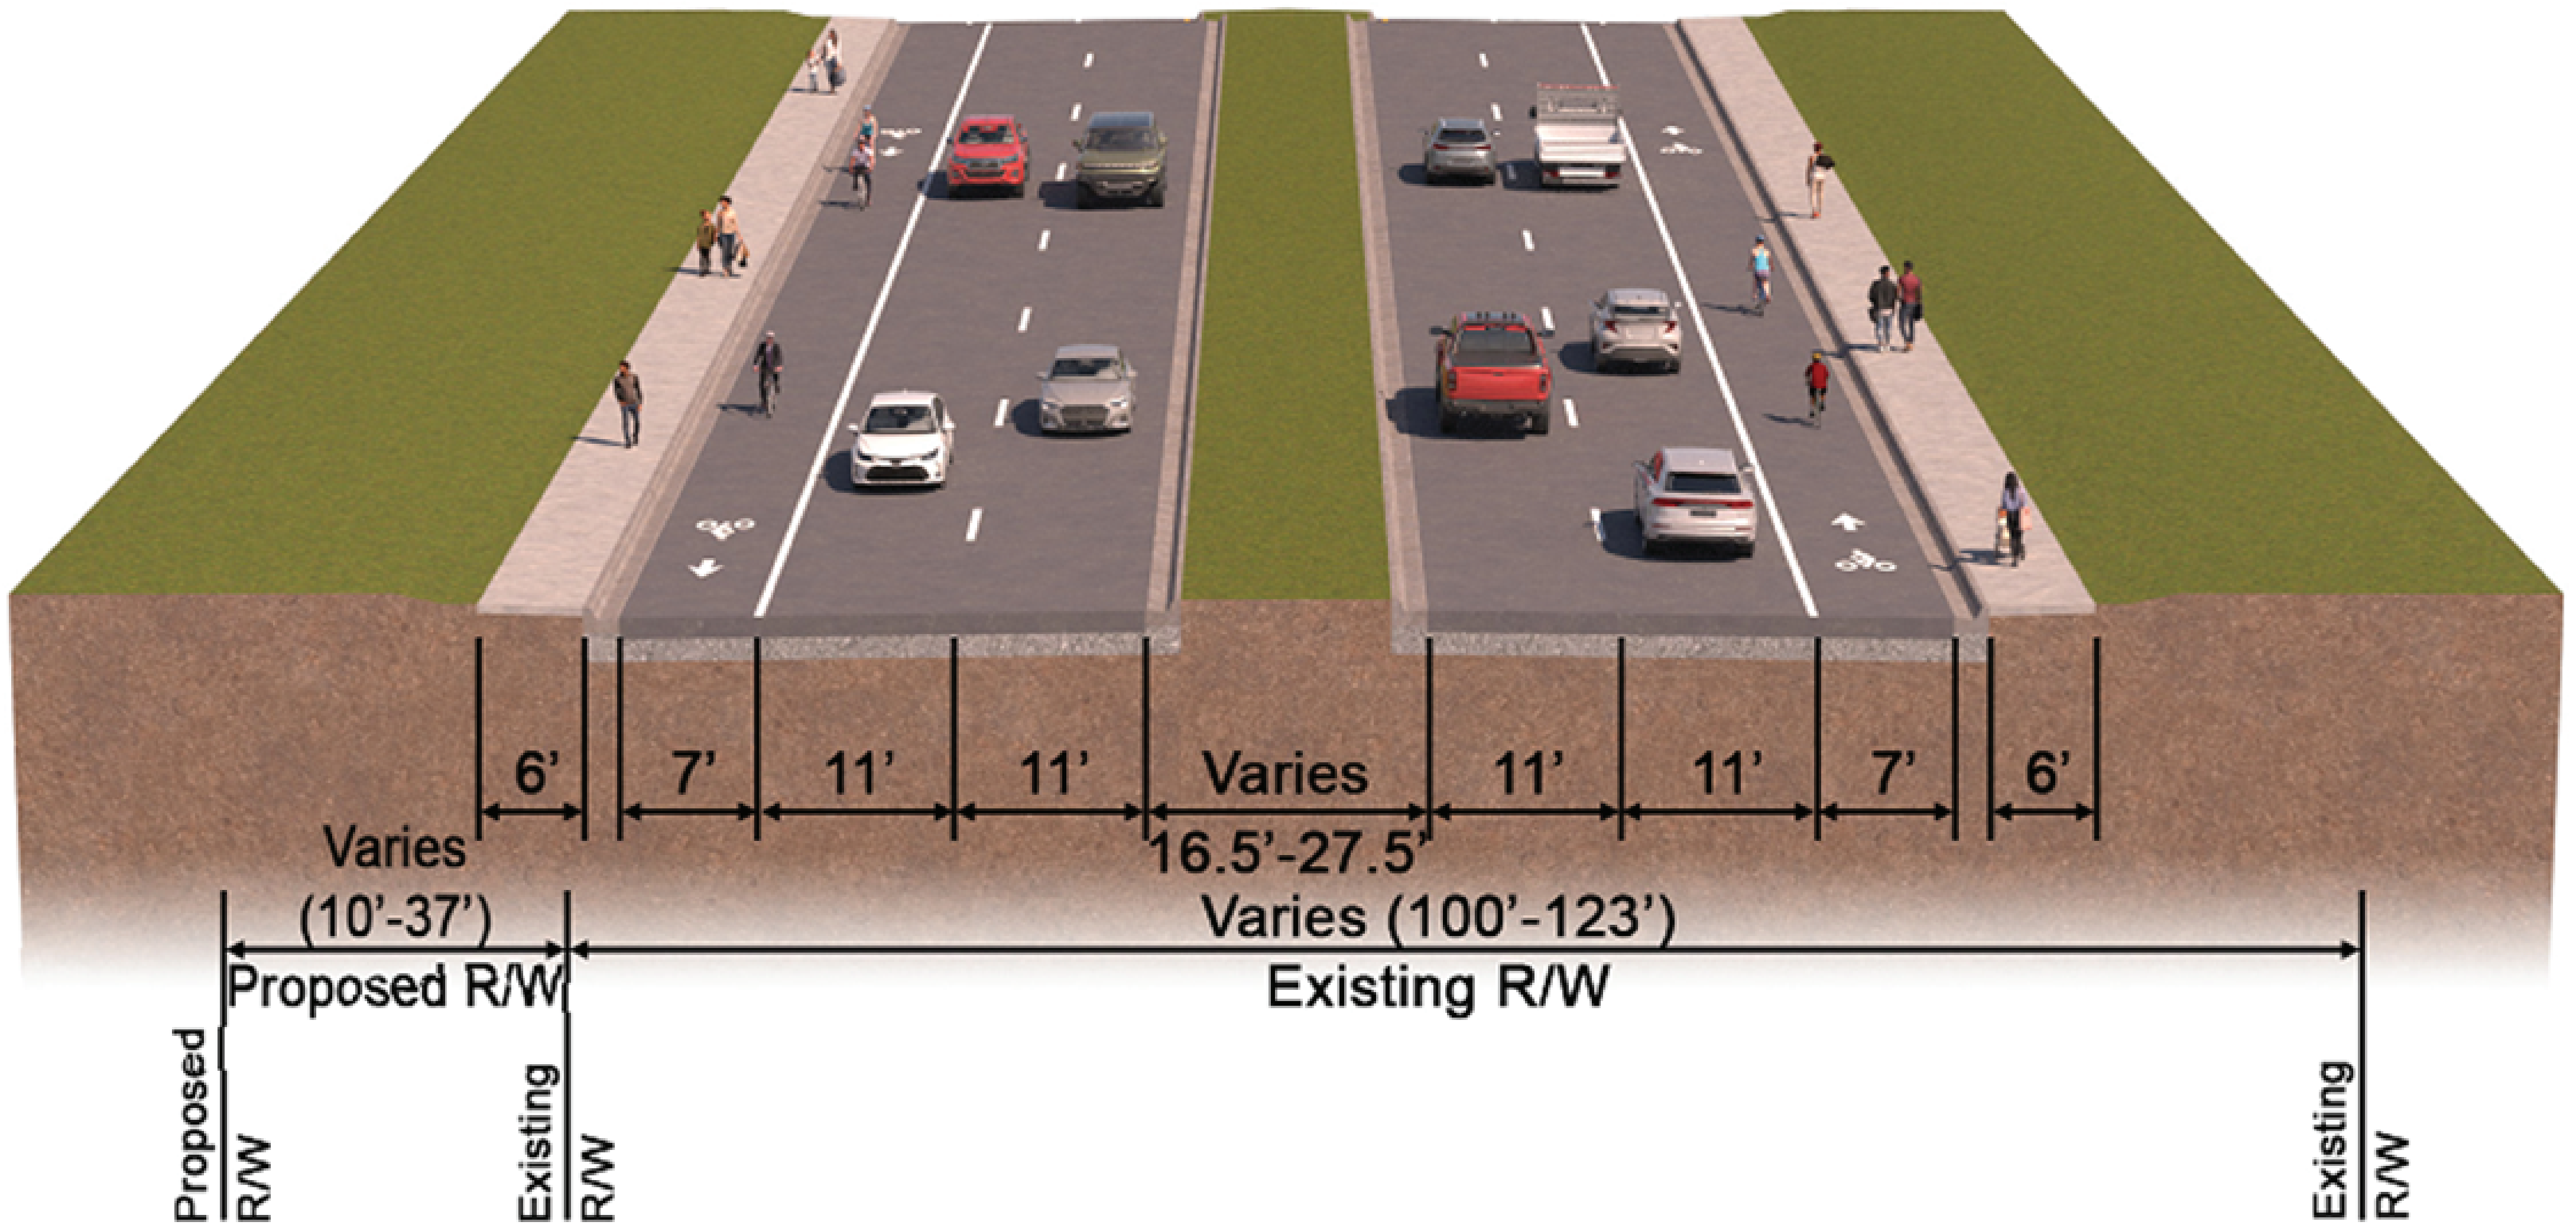 6’ 7’ 11’ 11’ Varies 11’ 11’ 7’ 6’
Varies 16.5’-27.5’
(10’-37’) Varies (100’-123’)
Proposed R/W Existing R/W
Proposed
R/W
Existing
R/W
Existing
R/W